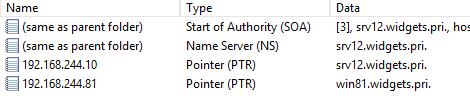 Name Type Data
(same as parent folder) Start of Authority (SOA) [3], srv12.widgets.pri., hos
(same as parent folder) Name Server (NS) srv12.widgets.pri.
192.168.244.10 Pointer (PTR) srv12.widgets.pri.
192.168.244.81 Pointer (PTR) win81.widgets.pri.